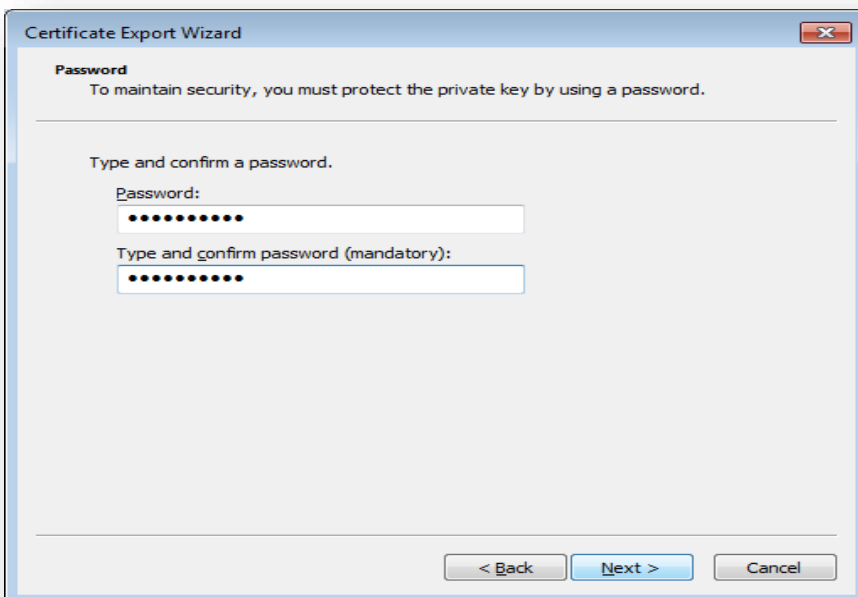 Certificate Export Wizard
Password
To maintain security, you must protect the private key by using a password.
Type and confirm a password.
Password:
●●●●●●●●●●
Type and confirm password (mandatory):
●●●●●●●●●●
< Back Next > Cancel